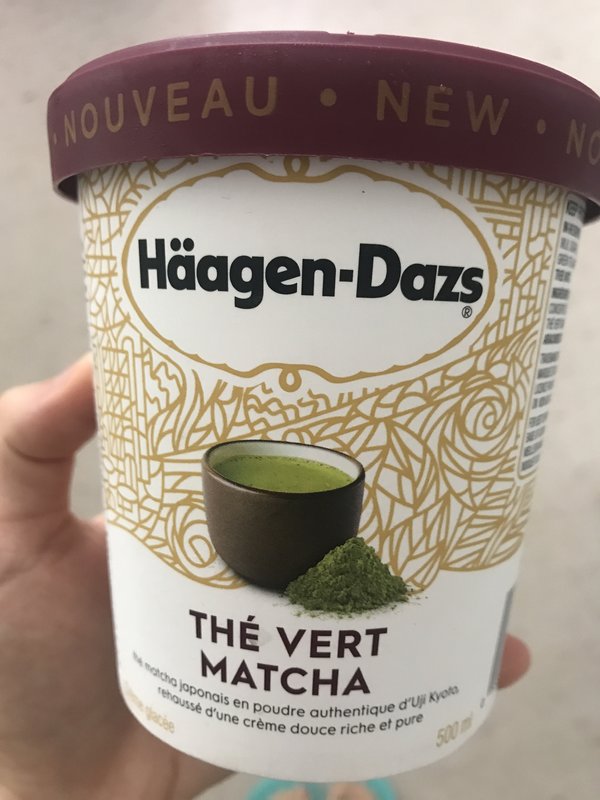 NOUVEAU • NEW • NO
Häagen-Dazs
®
THÉ VERT
MATCHA
thé matcha japonais en poudre authentique d'Uji Kyoto,
rehaussé d'une crème douce riche et pure
crème glacée
500 ml